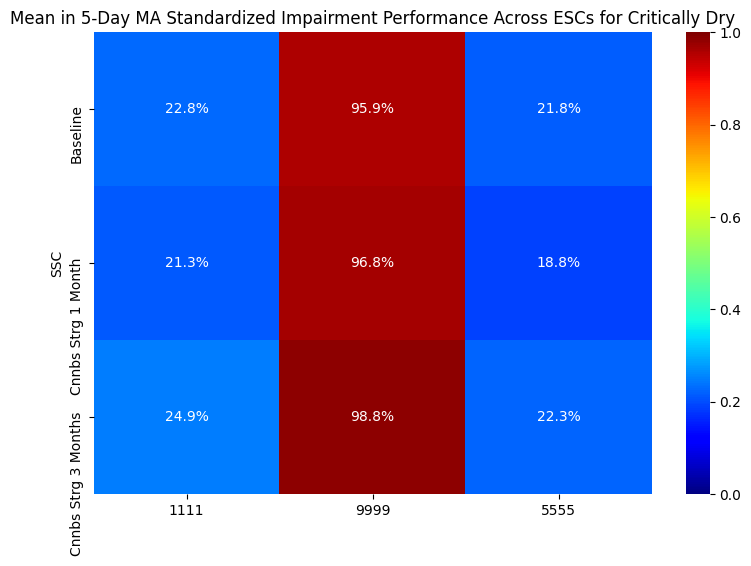 Mean in 5-Day MA Standardized Impairment Performance Across ESCs for Critically Dry
SSC
Baseline
22.8% 95.9% 21.8%
Cnnbs Strg 1 Month
21.3% 96.8% 18.8%
Cnnbs Strg 3 Months
24.9% 98.8% 22.3%
1111 9999 5555
1.0
0.8
0.6
0.4
0.2
0.0